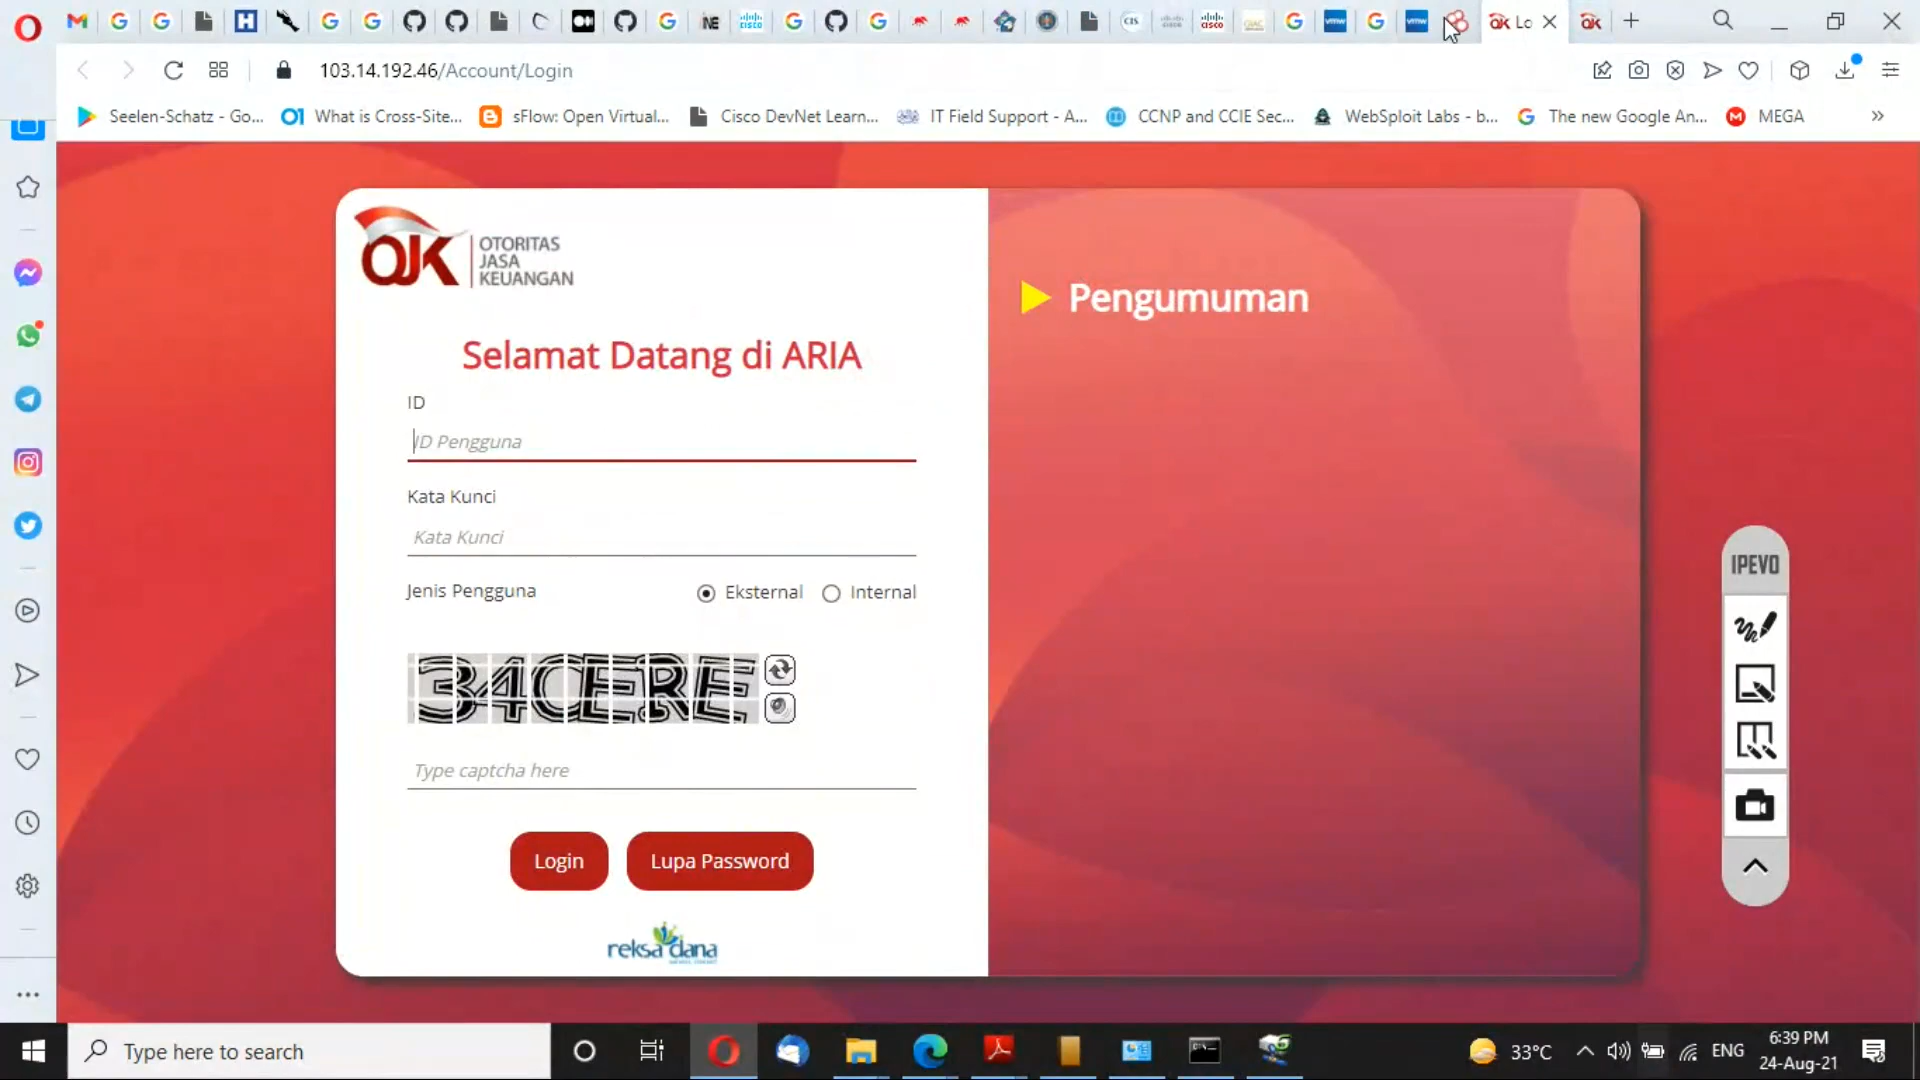 Lo
103.14.192.46/Account/Login
Seelen-Schatz - Go...
What is Cross-Site...
sFlow: Open Virtual...
Cisco DevNet Learn...
IT Field Support - A...
CCNP and CCIE Sec...
WebSploit Labs - b...
The new Google An...
MEGA
OJK
OTORITAS
JASA
KEUANGAN
Pengumuman
Selamat Datang di ARIA
ID
ID Pengguna
Kata Kunci
Kata Kunci
Jenis Pengguna
Eksternal
Internal
34CERE
Type captcha here
Login
Lupa Password
reksa dana
IPEVO
Type here to search
33°C
ENG
6:39 PM
24-Aug-21